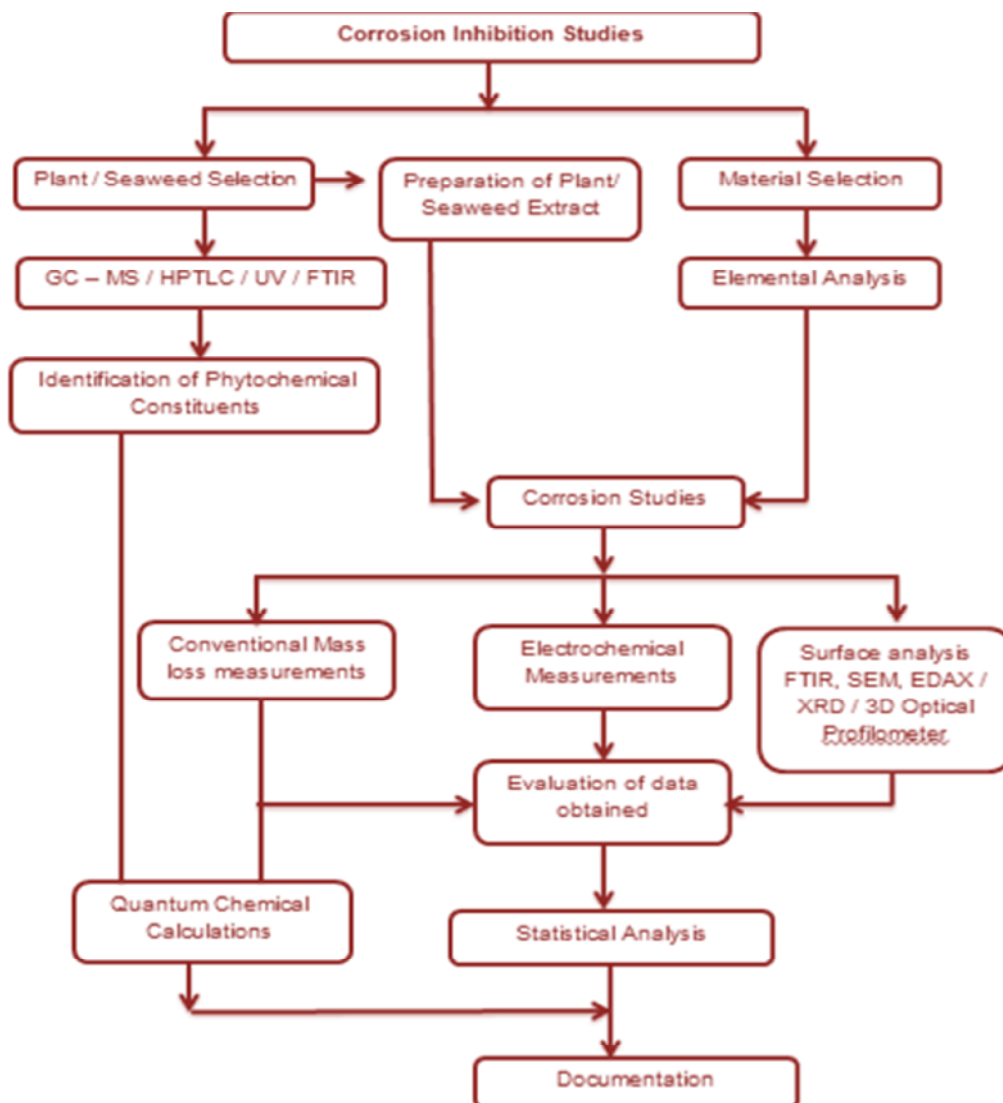 Corrosion Inhibition Studies
Plant / Seaweed Selection
Preparation of Plant/
Seaweed Extract
Material Selection
GC – MS / HPTLC / UV / FTIR
Elemental Analysis
Identification of Phytochemical
Constituents
Corrosion Studies
Conventional Mass
loss measurements
Electrochemical
Measurements
Surface analysis
FTIR, SEM, EDAX /
XRD / 3D Optical
Profilometer
Evaluation of data
obtained
Quantum Chemical
Calculations
Statistical Analysis
Documentation